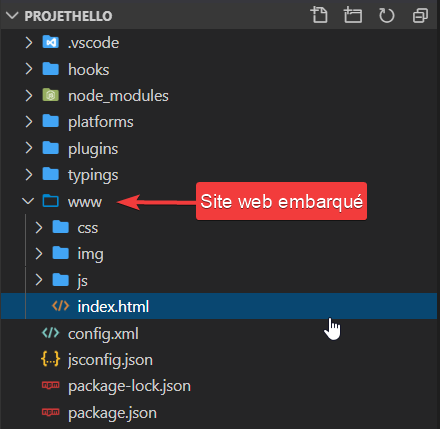 PROJETHELLO
.vscode
hooks
node_modules
platforms
plugins
typings
www
Site web embarqué
css
img
js
index.html
config.xml
jsconfig.json
package-lock.json
package.json